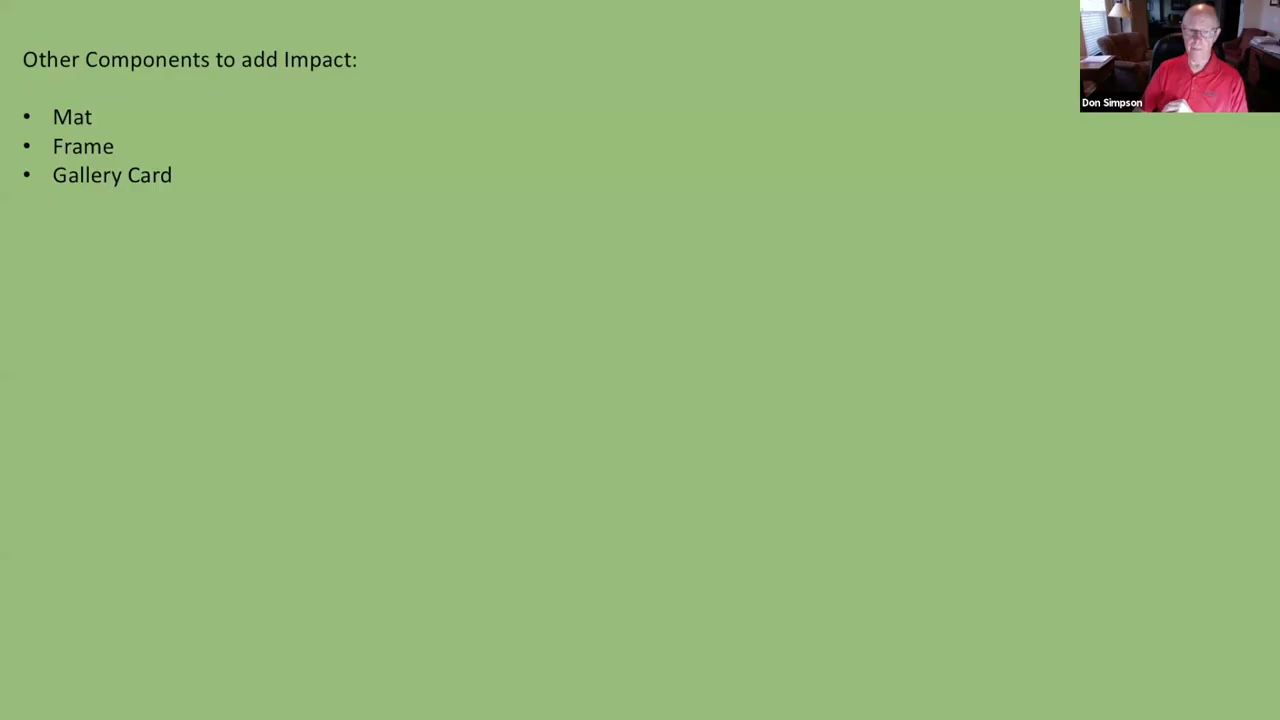 Other Components to add Impact:
• Mat
• Frame
• Gallery Card
Don Simpson